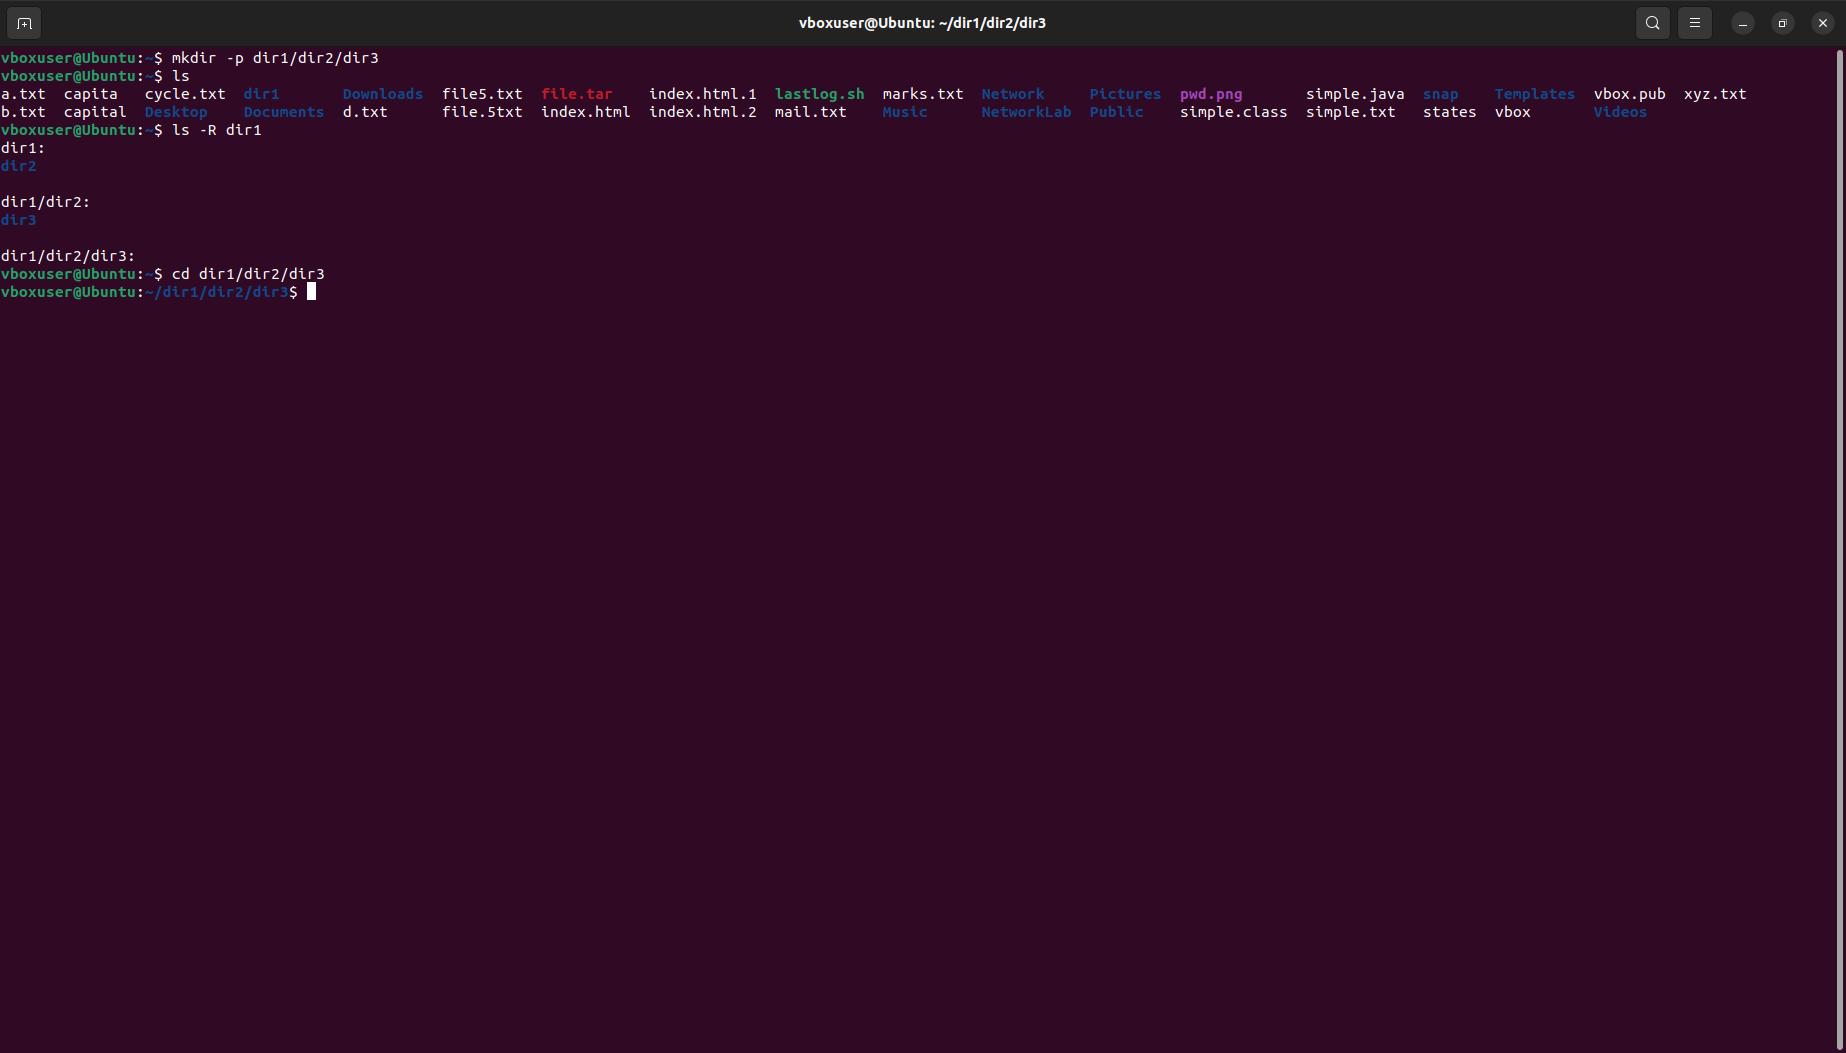 vboxuser@Ubuntu: ~/dir1/dir2/dir3
vboxuser@Ubuntu:~$ mkdir -p dir1/dir2/dir3
vboxuser@Ubuntu:~$ ls
a.txt  capita   cycle.txt  dir1       Downloads  file5.txt  file.tar    index.html.1  lastlog.sh  marks.txt  Network     Pictures  pwd.png       simple.java  snap    Templates  vbox.pub  xyz.txt
b.txt  capital  Desktop    Documents  d.txt      file.5txt  index.html  index.html.2  mail.txt    Music      NetworkLab  Public    simple.class  simple.txt   states  vbox       Videos
vboxuser@Ubuntu:~$ ls -R dir1
dir1:
dir2

dir1/dir2:
dir3

dir1/dir2/dir3:
vboxuser@Ubuntu:~$ cd dir1/dir2/dir3
vboxuser@Ubuntu:~/dir1/dir2/dir3$